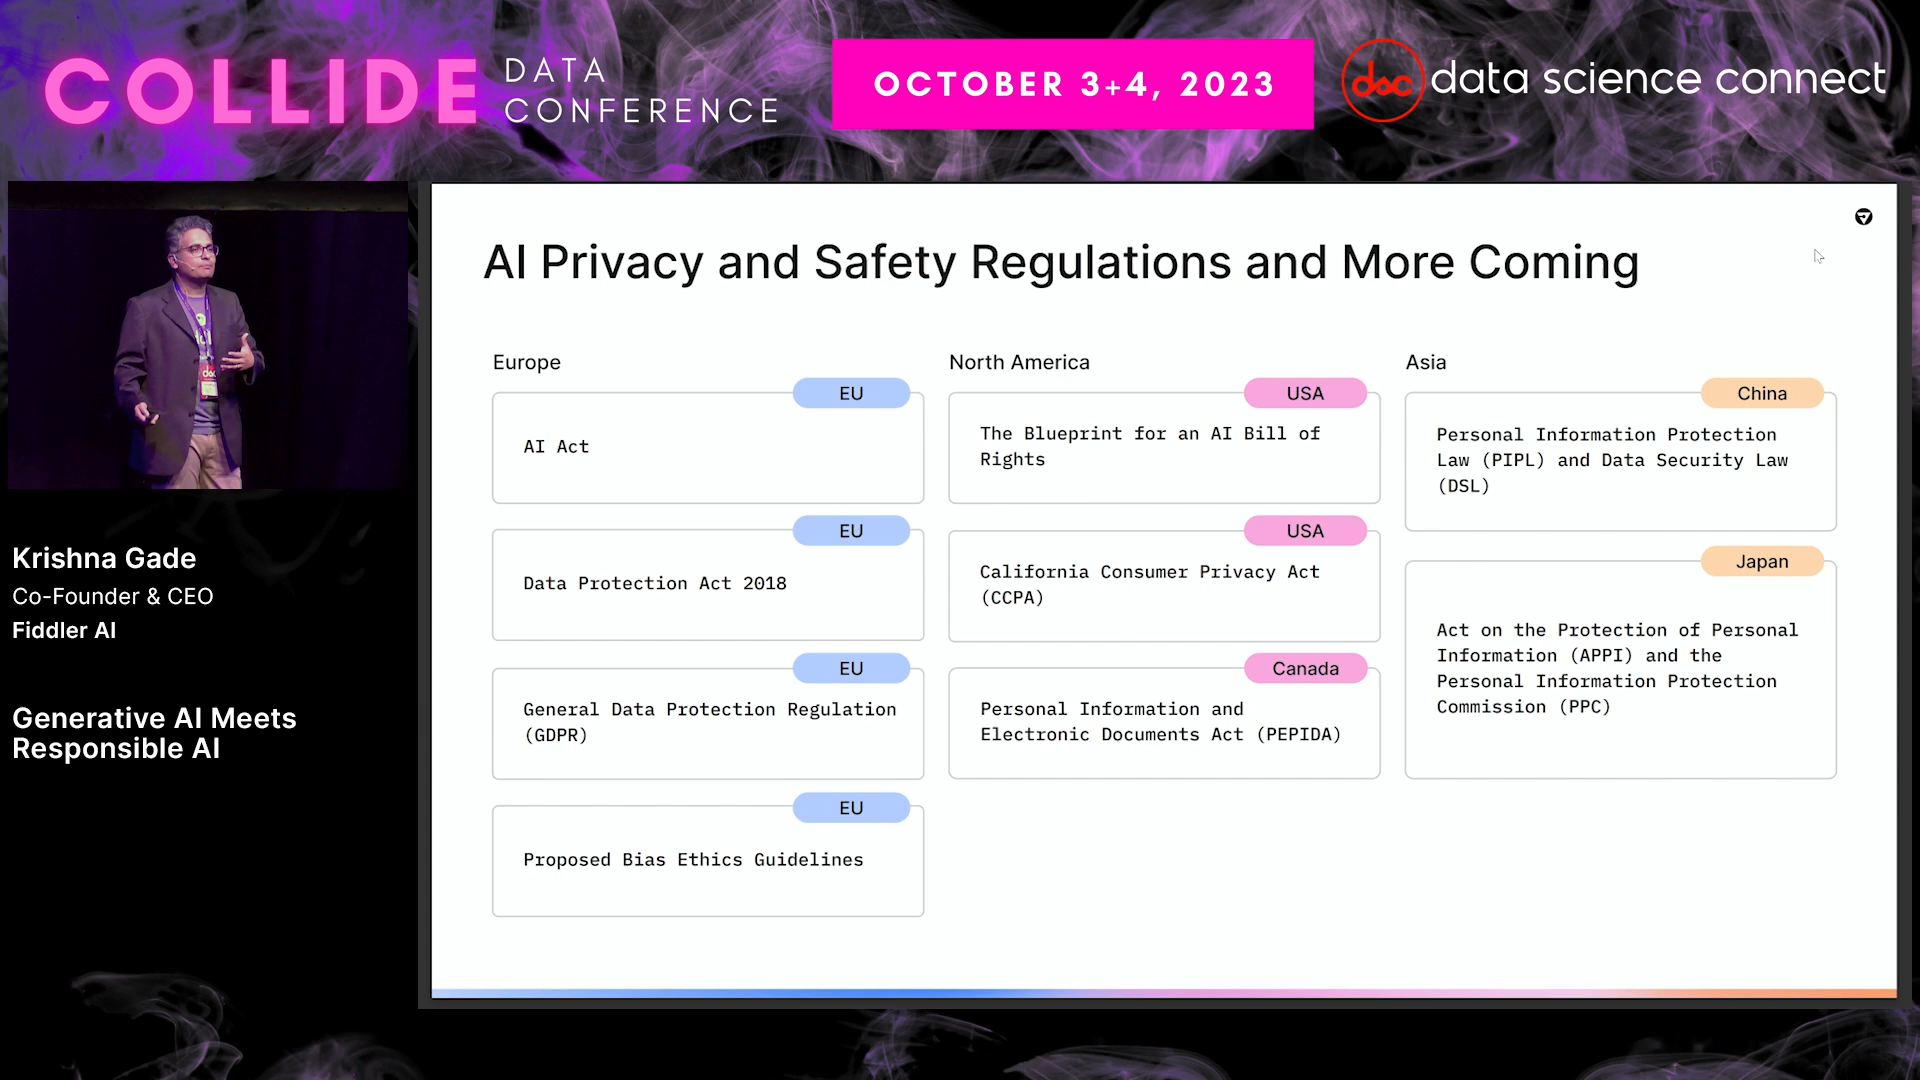 COLLIDE
DATA
CONFERENCE
OCTOBER 3+4, 2023
dsc data science connect
AI Privacy and Safety Regulations and More Coming
Europe
EU
AI Act
EU
Data Protection Act 2018
EU
General Data Protection Regulation
(GDPR)
EU
Proposed Bias Ethics Guidelines
North America
USA
The Blueprint for an AI Bill of
Rights
USA
California Consumer Privacy Act
(CCPA)
Canada
Personal Information and
Electronic Documents Act (PEPIDA)
Asia
China
Personal Information Protection
Law (PIPL) and Data Security Law
(DSL)
Japan
Act on the Protection of Personal
Information (APPI) and the
Personal Information Protection
Commission (PPC)
dsc
Krishna Gade
Co-Founder & CEO
Fiddler AI
Generative AI Meets
Responsible AI